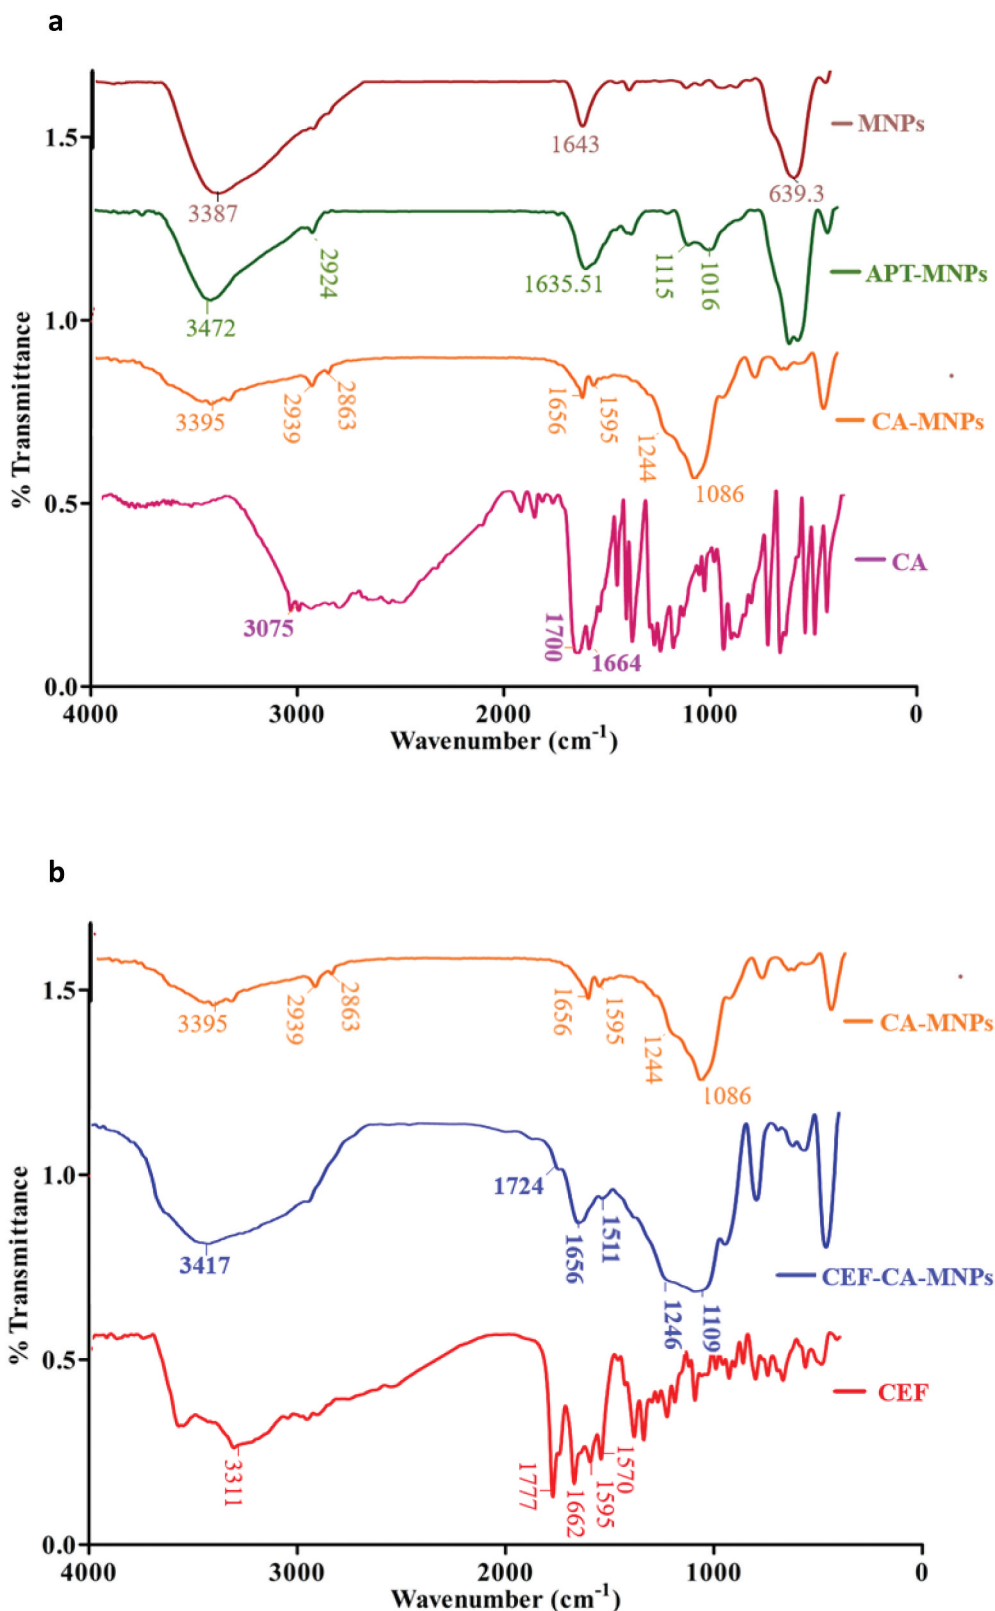 a
1.5
MNPs
1643
639.3
3387
2924
1635.51
1115
1016
APT-MNPs
3472
1.0
3395
2939
2863
1656
1595
1244
CA-MNPs
1086
0.5
CA
3075
1700
1664
0.0
% Transmittance
4000 3000 2000 1000 0
Wavenumber (cm⁻¹)
b
1.5
3395
2939
2863
1656
1595
1244
CA-MNPs
1086
1.0
1724
3417
1656
1511
CEF-CA-MNPs
1246
1109
0.5
CEF
3311
1777
1662
1595
1570
0.0
% Transmittance
4000 3000 2000 1000 0
Wavenumber (cm⁻¹)